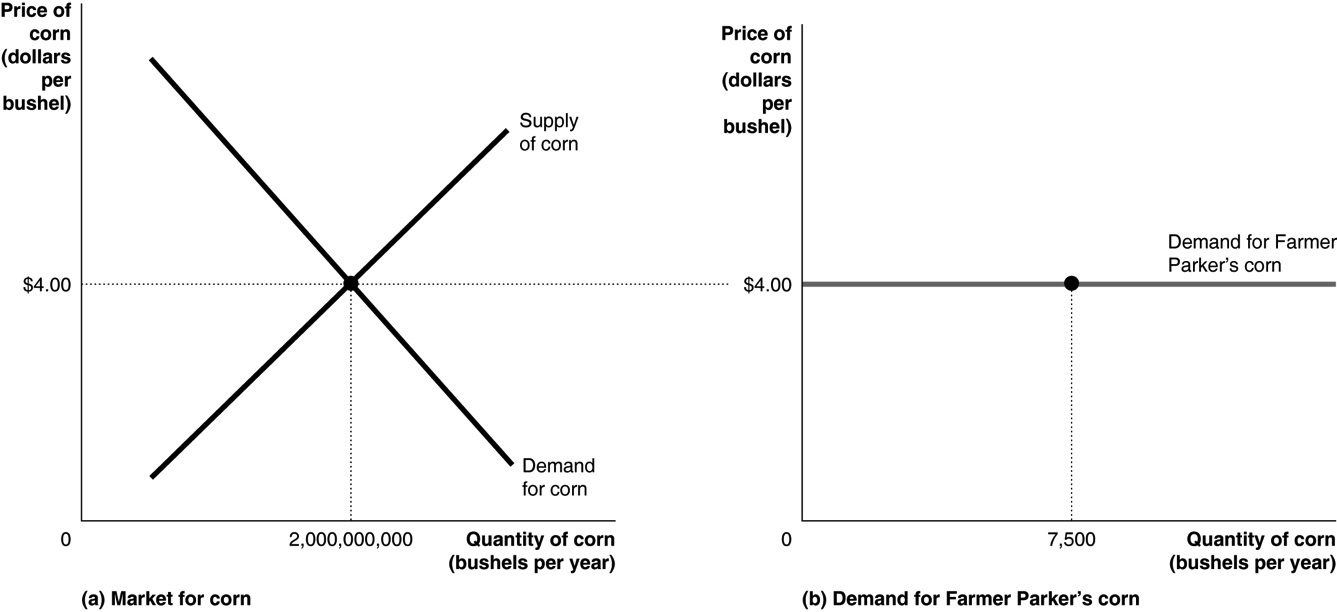 Price of
corn
(dollars
per
bushel)
Supply
of corn
$4.00
Demand
for corn
0
2,000,000,000
Quantity of corn
(bushels per year)
(a) Market for corn
Price of
corn
(dollars
per
bushel)
Demand for Farmer
Parker’s corn
$4.00
0
7,500
Quantity of corn
(bushels per year)
(b) Demand for Farmer Parker’s corn